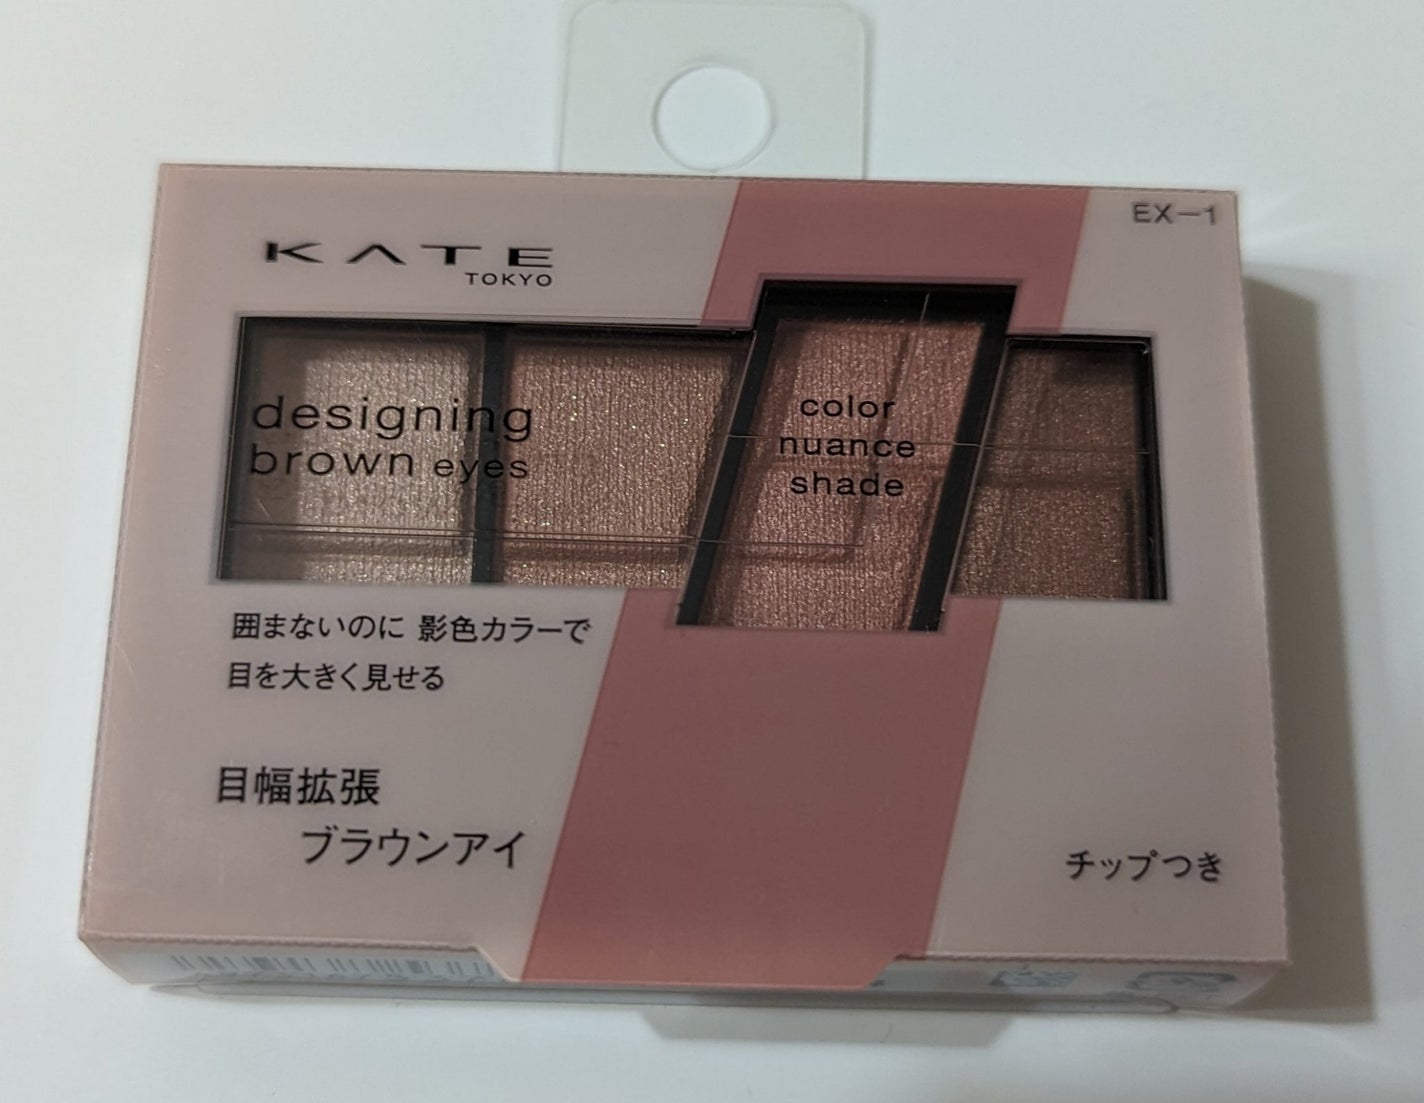 EX-1
KATE
TOKYO
designing
brown eyes
color
nuance
shade
囲まないのに 影色カラーで
目を大きく見せる
目幅拡張
ブラウンアイ
チップつき